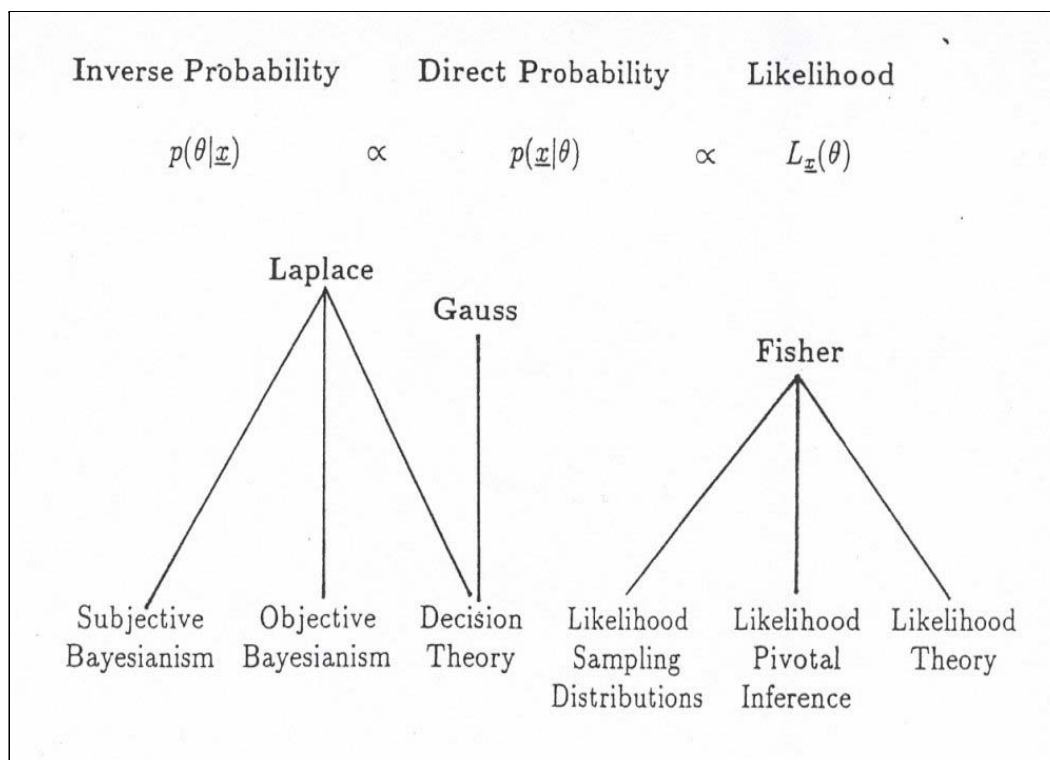 Inverse Probability Direct Probability Likelihood
p(θ|x) ∝ p(x|θ) ∝ Lx(θ)
Laplace
Gauss
Fisher
Subjective Bayesianism
Objective Bayesianism
Decision Theory
Likelihood Sampling Distributions
Likelihood Pivotal Inference
Likelihood Theory